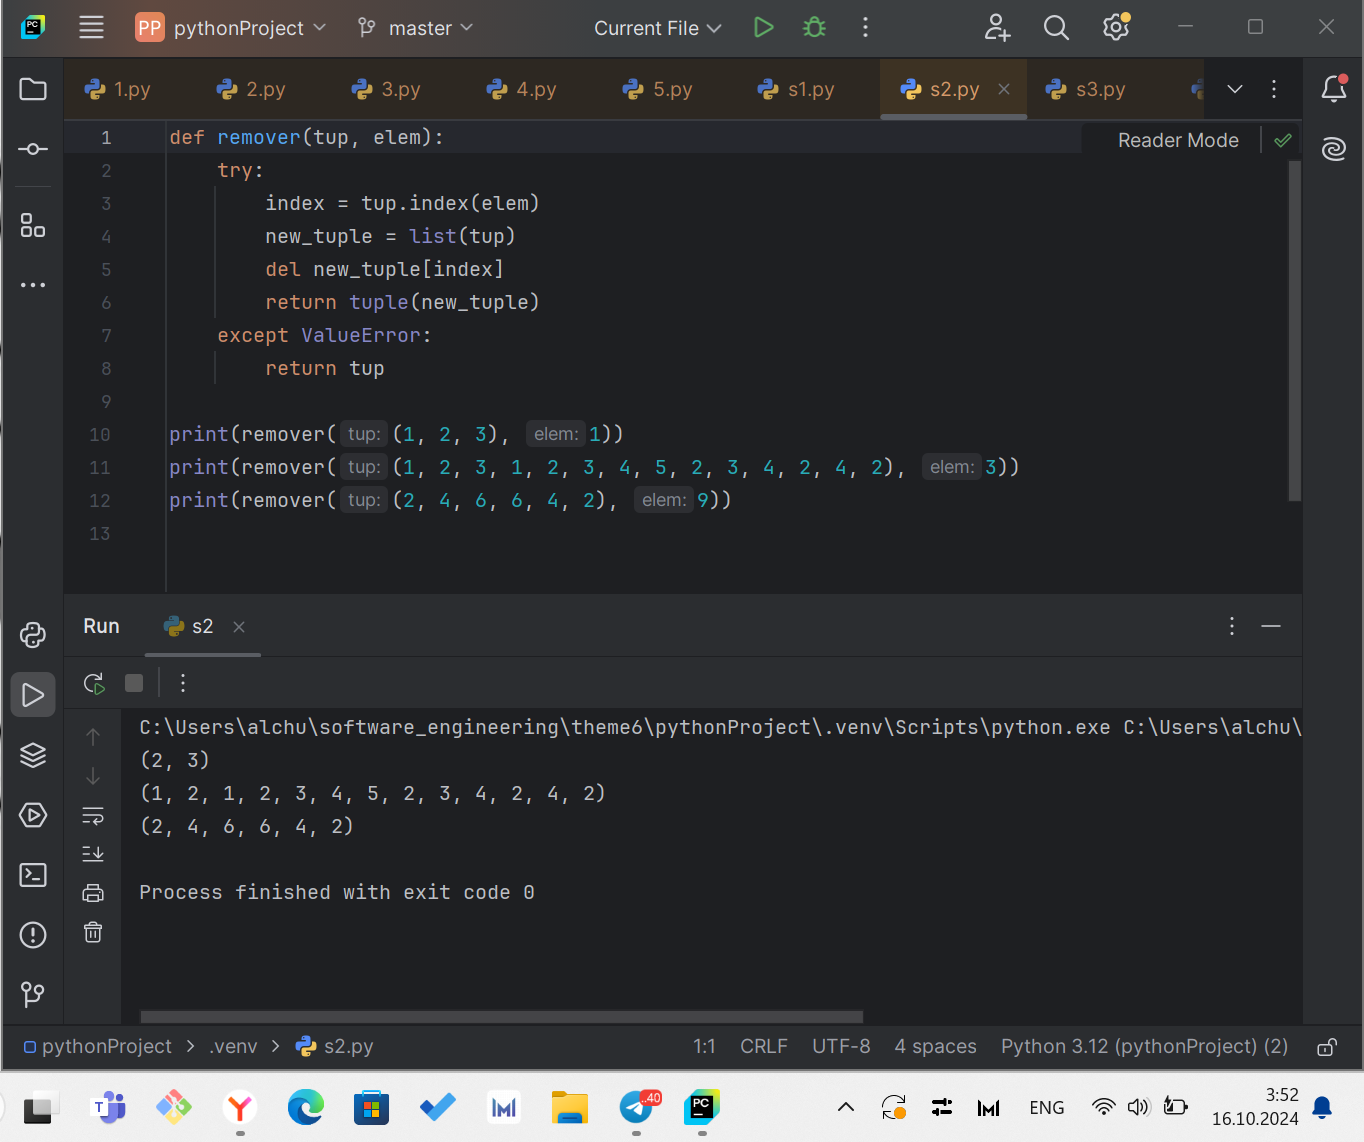 PC
PP pythonProject master Current File
1.py 2.py 3.py 4.py 5.py s1.py s2.py s3.py
Reader Mode
1 def remover(tup, elem):
2 try:
3 index = tup.index(elem)
4 new_tuple = list(tup)
5 del new_tuple[index]
6 return tuple(new_tuple)
7 except ValueError:
8 return tup
9
10 print(remover( tup: (1, 2, 3), elem: 1))
11 print(remover( tup: (1, 2, 3, 1, 2, 3, 4, 5, 2, 3, 4, 2, 4, 2), elem: 3))
12 print(remover( tup: (2, 4, 6, 6, 4, 2), elem: 9))
13
Run s2
C:\Users\alchu\software_engineering\theme6\pythonProject\.venv\Scripts\python.exe C:\Users\alchu\
(2, 3)
(1, 2, 1, 2, 3, 4, 5, 2, 3, 4, 2, 4, 2)
(2, 4, 6, 6, 4, 2)
Process finished with exit code 0
pythonProject > .venv > s2.py 1:1 CRLF UTF-8 4 spaces Python 3.12 (pythonProject) (2)
T Y M ..40 PC M ENG 3:52
16.10.2024